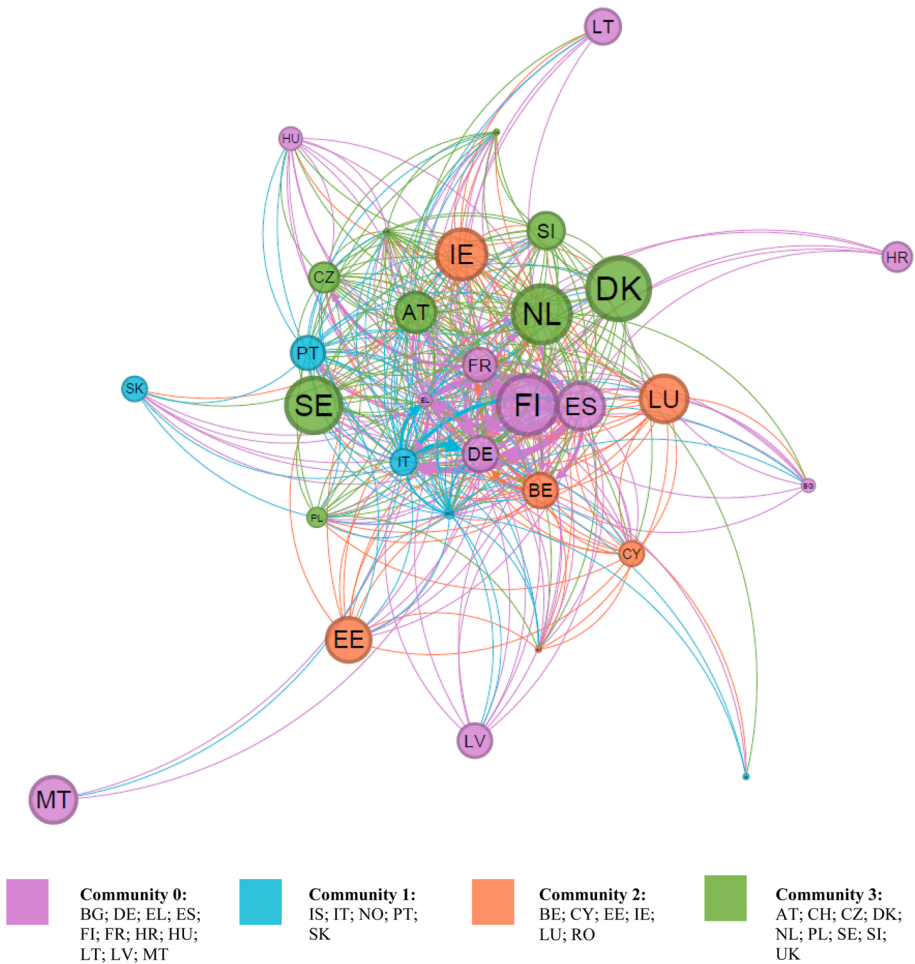 LT
HU
SI
IE
HR
CZ
DK
AT
NL
PT
FR
SK
EL
SE
FI
ES
LU
DE
IT
BE
BG
PL
CY
EE
LV
MT
Community 0:
BG; DE; EL; ES;
FI; FR; HR; HU;
LT; LV; MT
Community 1:
IS; IT; NO; PT;
SK
Community 2:
BE; CY; EE; IE;
LU; RO
Community 3:
AT; CH; CZ; DK;
NL; PL; SE; SI;
UK